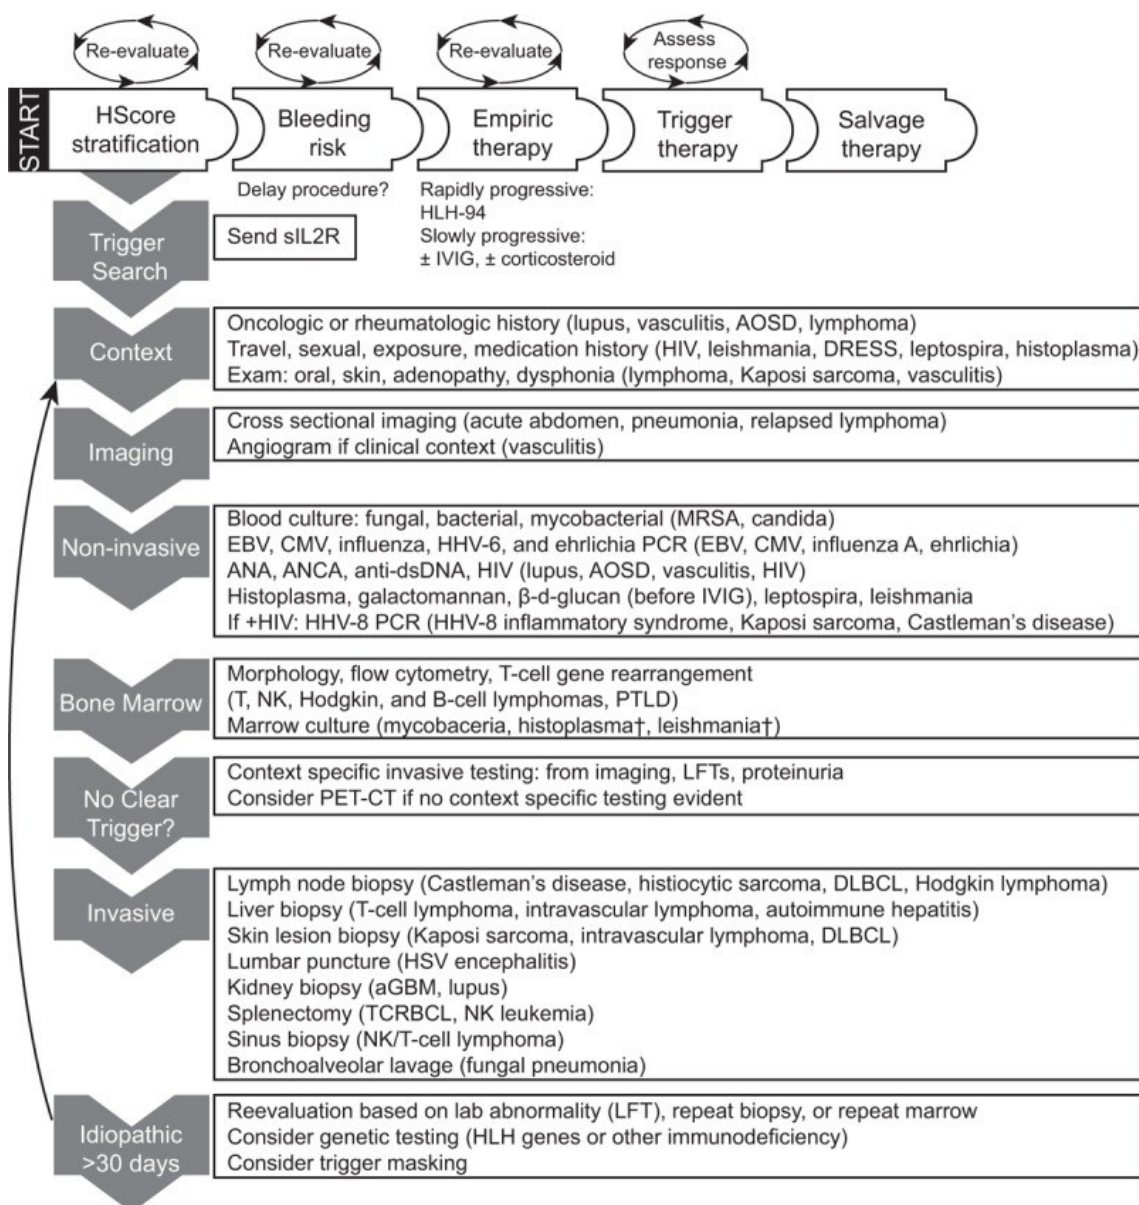 Re-evaluate
Re-evaluate
Re-evaluate
Assess
response
START
HScore
stratification
Bleeding
risk
Empiric
therapy
Trigger
therapy
Salvage
therapy
Delay procedure?
Rapidly progressive:
HLH-94
Slowly progressive:
± IVIG, ± corticosteroid
Trigger
Search
Send sIL2R
Context
Oncologic or rheumatologic history (lupus, vasculitis, AOSD, lymphoma)
Travel, sexual, exposure, medication history (HIV, leishmania, DRESS, leptospira, histoplasma)
Exam: oral, skin, adenopathy, dysphonia (lymphoma, Kaposi sarcoma, vasculitis)
Imaging
Cross sectional imaging (acute abdomen, pneumonia, relapsed lymphoma)
Angiogram if clinical context (vasculitis)
Non-invasive
Blood culture: fungal, bacterial, mycobacterial (MRSA, candida)
EBV, CMV, influenza, HHV-6, and ehrlichia PCR (EBV, CMV, influenza A, ehrlichia)
ANA, ANCA, anti-dsDNA, HIV (lupus, AOSD, vasculitis, HIV)
Histoplasma, galactomannan, β-d-glucan (before IVIG), leptospira, leishmania
If +HIV: HHV-8 PCR (HHV-8 inflammatory syndrome, Kaposi sarcoma, Castleman's disease)
Bone Marrow
Morphology, flow cytometry, T-cell gene rearrangement
(T, NK, Hodgkin, and B-cell lymphomas, PTLD)
Marrow culture (mycobaceria, histoplasma†, leishmania†)
No Clear
Trigger?
Context specific invasive testing: from imaging, LFTs, proteinuria
Consider PET-CT if no context specific testing evident
Invasive
Lymph node biopsy (Castleman's disease, histiocytic sarcoma, DLBCL, Hodgkin lymphoma)
Liver biopsy (T-cell lymphoma, intravascular lymphoma, autoimmune hepatitis)
Skin lesion biopsy (Kaposi sarcoma, intravascular lymphoma, DLBCL)
Lumbar puncture (HSV encephalitis)
Kidney biopsy (aGBM, lupus)
Splenectomy (TCRBCL, NK leukemia)
Sinus biopsy (NK/T-cell lymphoma)
Bronchoalveolar lavage (fungal pneumonia)
Idiopathic
>30 days
Reevaluation based on lab abnormality (LFT), repeat biopsy, or repeat marrow
Consider genetic testing (HLH genes or other immunodeficiency)
Consider trigger masking